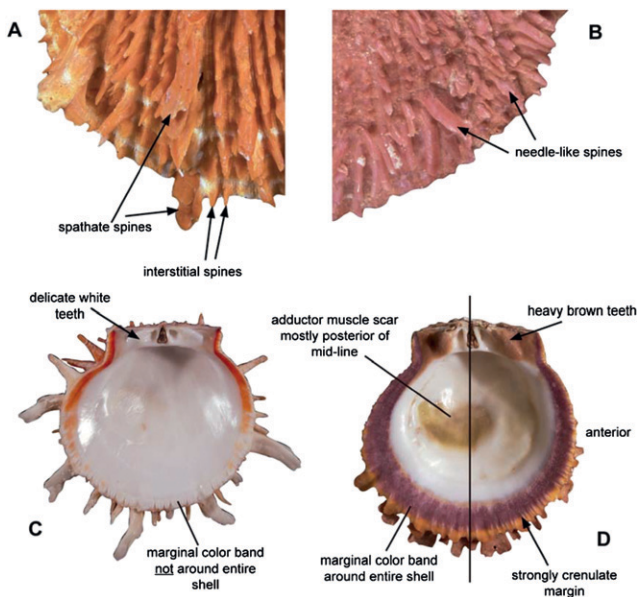 A
B
needle-like spines
spathate spines
interstitial spines
delicate white
teeth
adductor muscle scar
mostly posterior of
mid-line
heavy brown teeth
anterior
C
D
marginal color band
not around entire
shell
marginal color band
around entire shell
strongly crenulate
margin